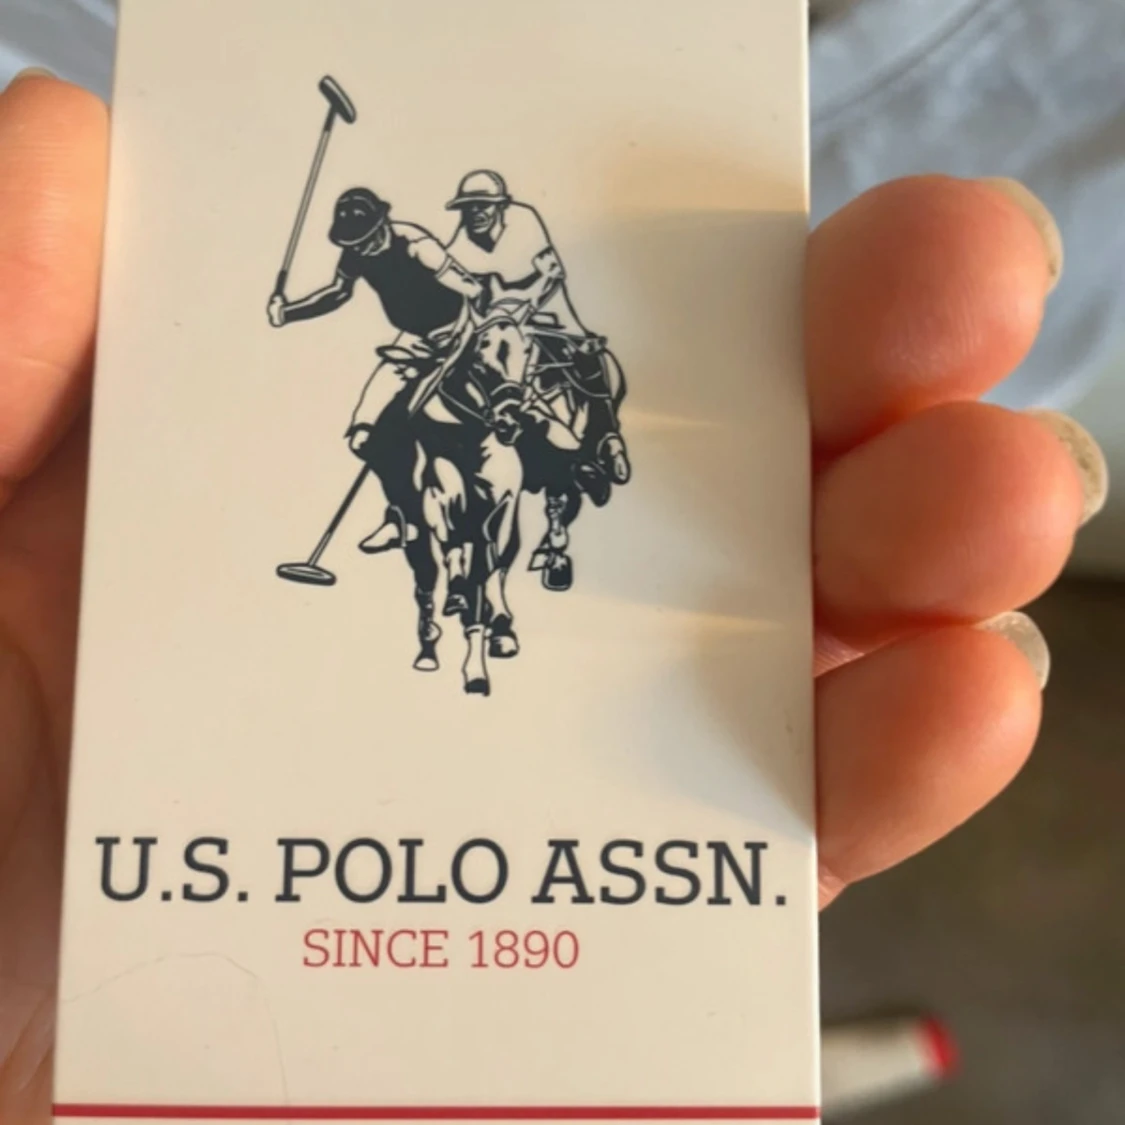 U.S. POLO ASSN.
SINCE 1890